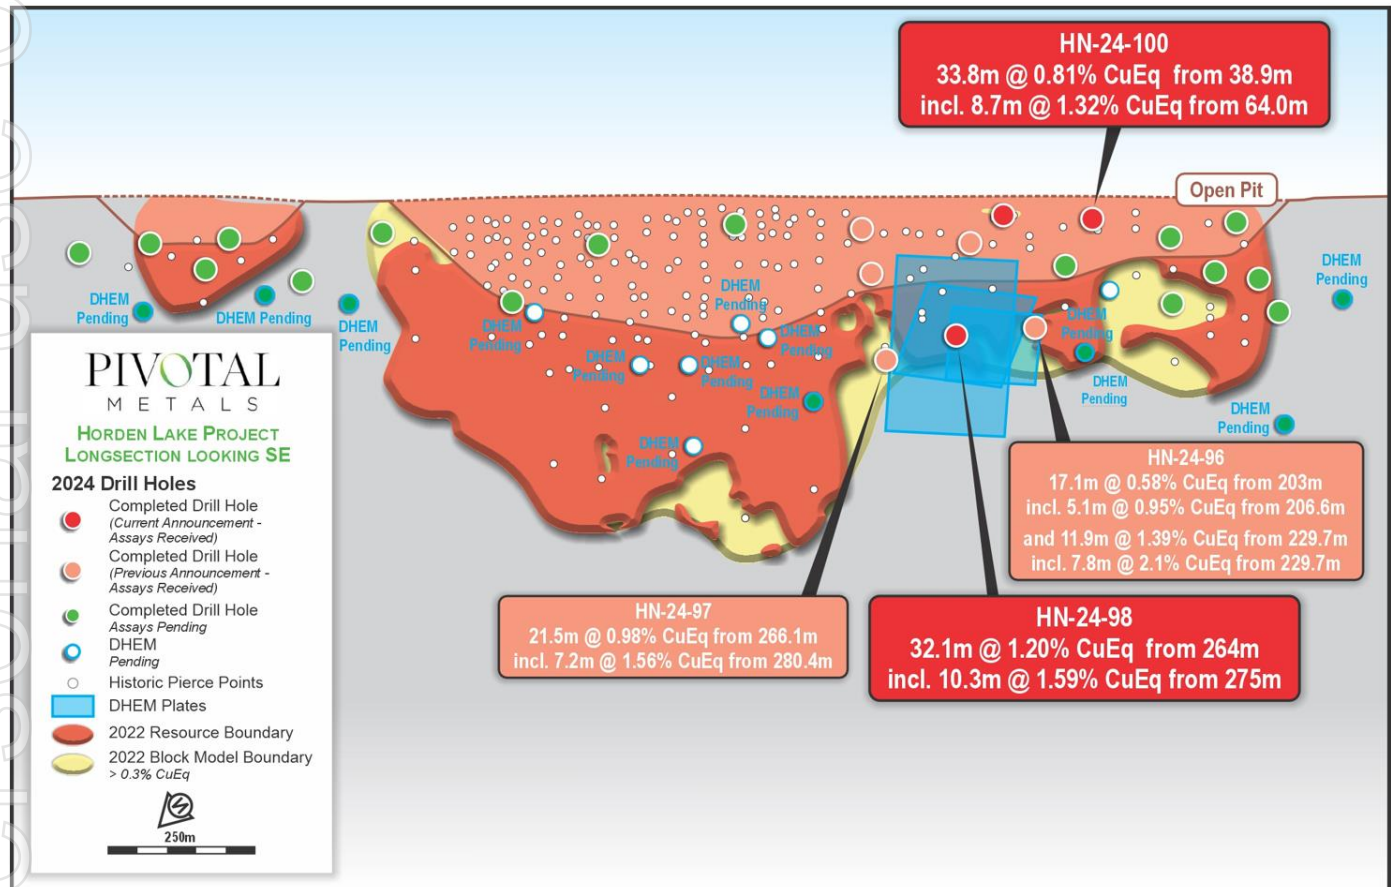 HN-24-100
33.8m @ 0.81% CuEq from 38.9m
incl. 8.7m @ 1.32% CuEq from 64.0m
Open Pit
DHEM
Pending
DHEM Pending
DHEM
Pending
DHEM
Pending
DHEM
Pending
DHEM
Pending
DHEM
Pending
DHEM
Pending
DHEM
Pending
DHEM
Pending
DHEM
Pending
DHEM
Pending
DHEM
Pending
DHEM
Pending
PIVOTAL
METALS
HORDEN LAKE PROJECT
LONGSECTION LOOKING SE
2024 Drill Holes
Completed Drill Hole
(Current Announcement -
Assays Received)
Completed Drill Hole
(Previous Announcement -
Assays Received)
Completed Drill Hole
Assays Pending
DHEM
Pending
Historic Pierce Points
DHEM Plates
2022 Resource Boundary
2022 Block Model Boundary
> 0.3% CuEq
250m
HN-24-96
17.1m @ 0.58% CuEq from 203m
incl. 5.1m @ 0.95% CuEq from 206.6m
and 11.9m @ 1.39% CuEq from 229.7m
incl. 7.8m @ 2.1% CuEq from 229.7m
HN-24-97
21.5m @ 0.98% CuEq from 266.1m
incl. 7.2m @ 1.56% CuEq from 280.4m
HN-24-98
32.1m @ 1.20% CuEq from 264m
incl. 10.3m @ 1.59% CuEq from 275m